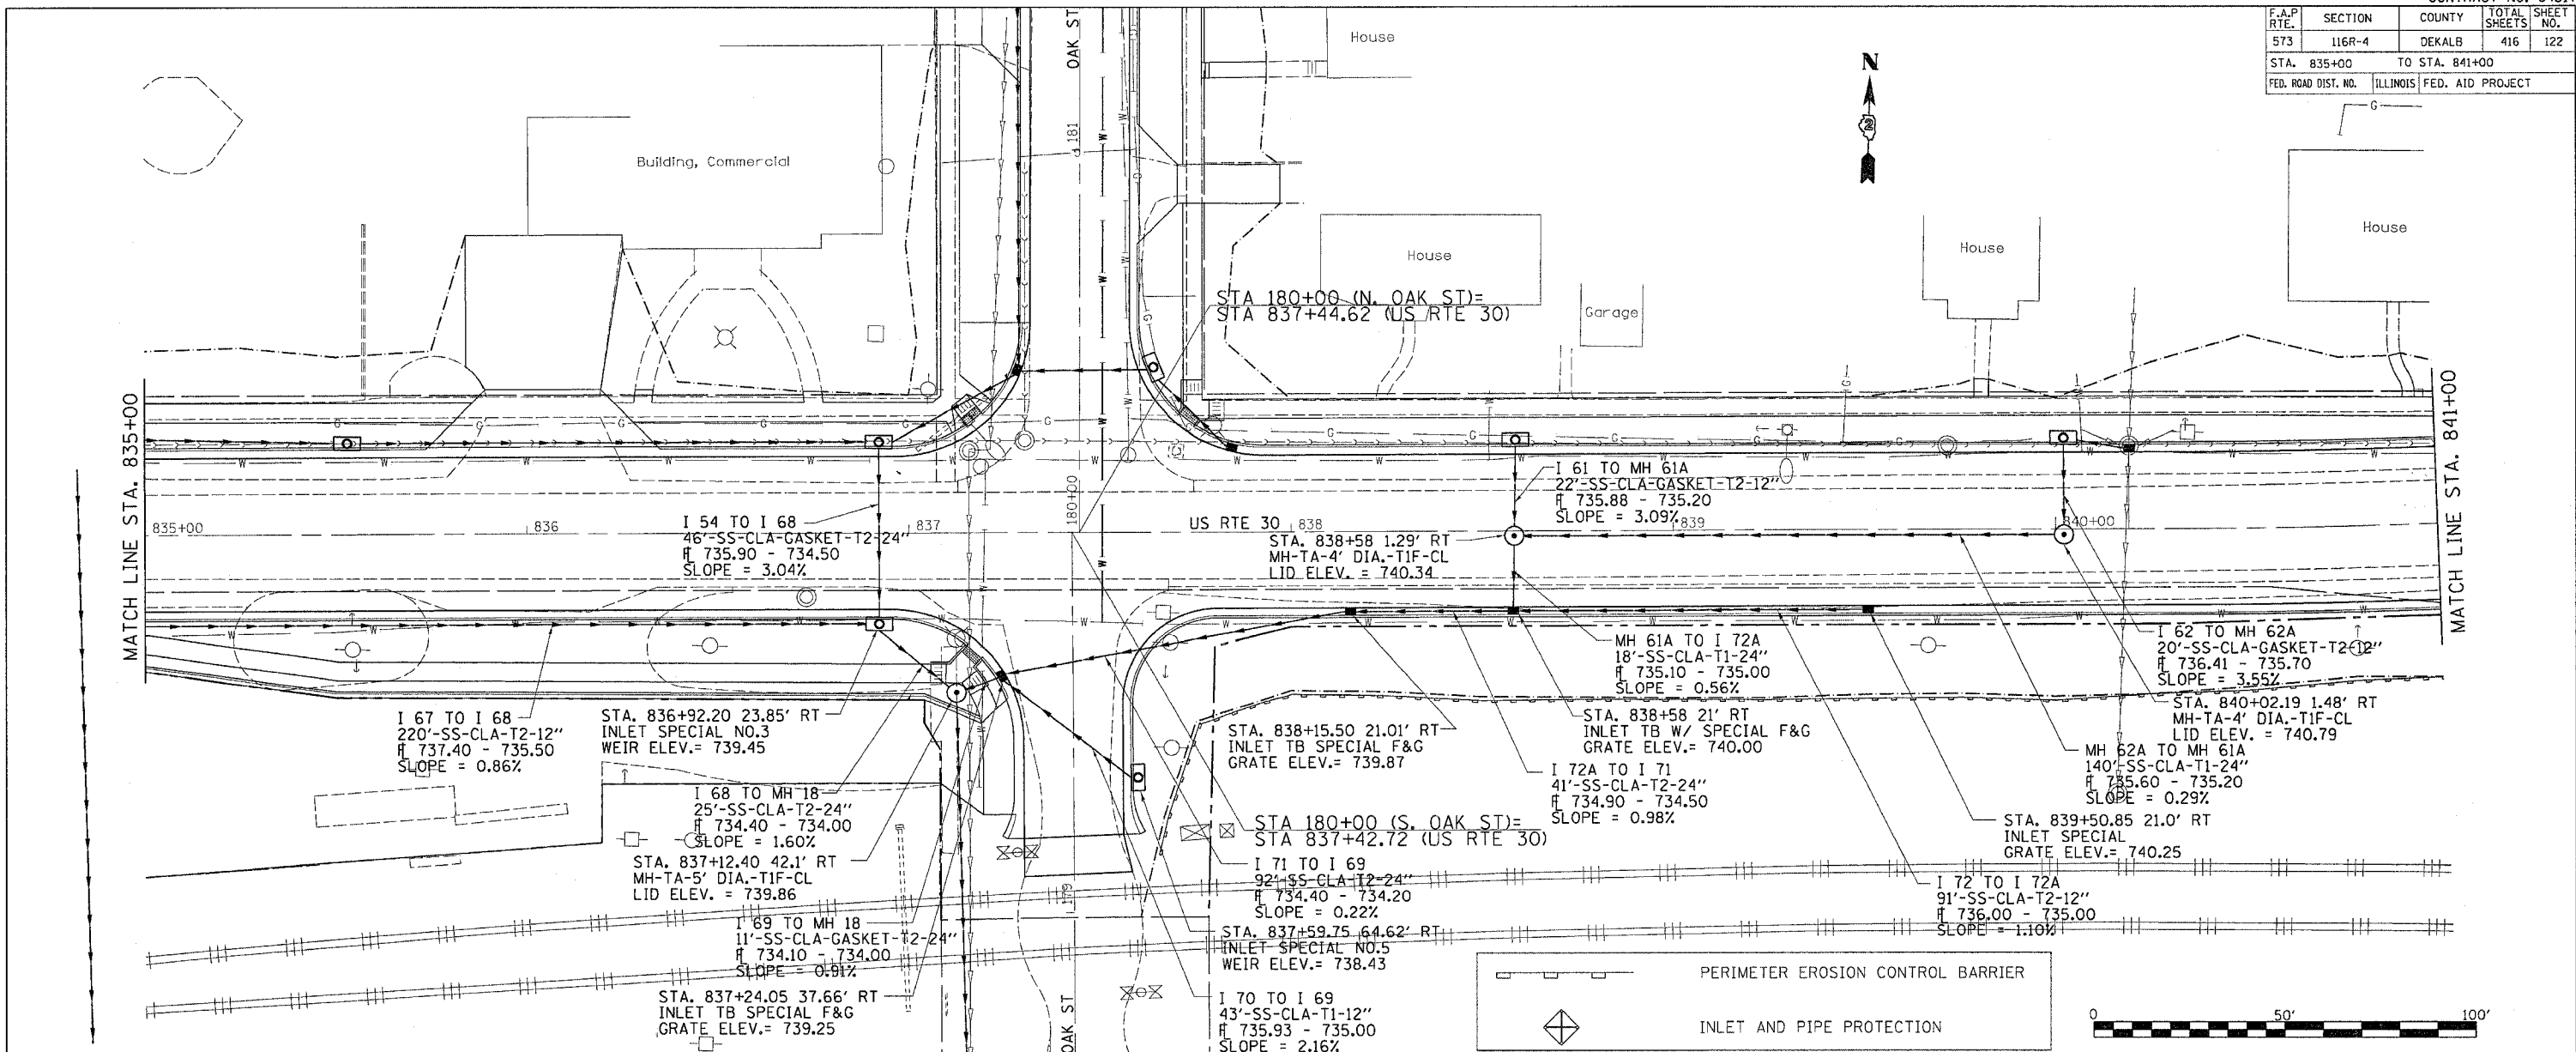 F.A.P RTE. SECTION COUNTY TOTAL SHEETS SHEET NO.
573 116R-4 DEKALB 416 122
STA. 835+00 TO STA. 841+00
FED. ROAD DIST. NO. ILLINOIS FED. AID PROJECT
OAK ST
House
N
2
G
181
Building, Commercial
House
House
House
Garage
STA 180+00 (N. OAK ST)=
STA 837+44.62 (US RTE 30)
MATCH LINE STA. 835+00
MATCH LINE STA. 841+00
835+00
836
837
180+00
US RTE 30
838
839
840+00
I 54 TO I 68
46'-SS-CLA-GASKET-T2-24"
FL 735.90 - 734.50
SLOPE = 3.04%
I 61 TO MH 61A
22'-SS-CLA-GASKET-T2-12"
FL 735.88 - 735.20
SLOPE = 3.09%
STA. 838+58 1.29' RT
MH-TA-4' DIA.-T1F-CL
LID ELEV. = 740.34
MH 61A TO I 72A
18'-SS-CLA-T1-24"
FL 735.10 - 735.00
SLOPE = 0.56%
I 62 TO MH 62A
20'-SS-CLA-GASKET-T2-12"
FL 736.41 - 735.70
SLOPE = 3.55%
STA. 840+02.19 1.48' RT
MH-TA-4' DIA.-T1F-CL
LID ELEV. = 740.79
MH 62A TO MH 61A
140'-SS-CLA-T1-24"
FL 735.60 - 735.20
SLOPE = 0.29%
I 67 TO I 68
220'-SS-CLA-T2-12"
FL 737.40 - 735.50
SLOPE = 0.86%
STA. 836+92.20 23.85' RT
INLET SPECIAL NO.3
WEIR ELEV.= 739.45
STA. 838+15.50 21.01' RT
INLET TB SPECIAL F&G
GRATE ELEV.= 739.87
STA. 838+58 21' RT
INLET TB W/ SPECIAL F&G
GRATE ELEV.= 740.00
I 72A TO I 71
41'-SS-CLA-T2-24"
FL 734.90 - 734.50
SLOPE = 0.98%
I 68 TO MH 18
25'-SS-CLA-T2-24"
FL 734.40 - 734.00
SLOPE = 1.60%
STA 180+00 (S. OAK ST)=
STA 837+42.72 (US RTE 30)
STA. 839+50.85 21.0' RT
INLET SPECIAL
GRATE ELEV.= 740.25
STA. 837+12.40 42.1' RT
MH-TA-5' DIA.-T1F-CL
LID ELEV. = 739.86
I 71 TO I 69
92'-SS-CLA-T2-24"
FL 734.40 - 734.20
SLOPE = 0.22%
I 72 TO I 72A
91'-SS-CLA-T2-12"
FL 736.00 - 735.00
SLOPE = 1.10%
179
I 69 TO MH 18
11'-SS-CLA-GASKET-T2-24"
FL 734.10 - 734.00
SLOPE = 0.91%
STA. 837+59.75 64.62' RT
INLET SPECIAL NO.5
WEIR ELEV.= 738.43
STA. 837+24.05 37.66' RT
INLET TB SPECIAL F&G
GRATE ELEV.= 739.25
I 70 TO I 69
43'-SS-CLA-T1-12"
FL 735.93 - 735.00
SLOPE = 2.16%
OAK ST
PERIMETER EROSION CONTROL BARRIER
INLET AND PIPE PROTECTION
0 50' 100'